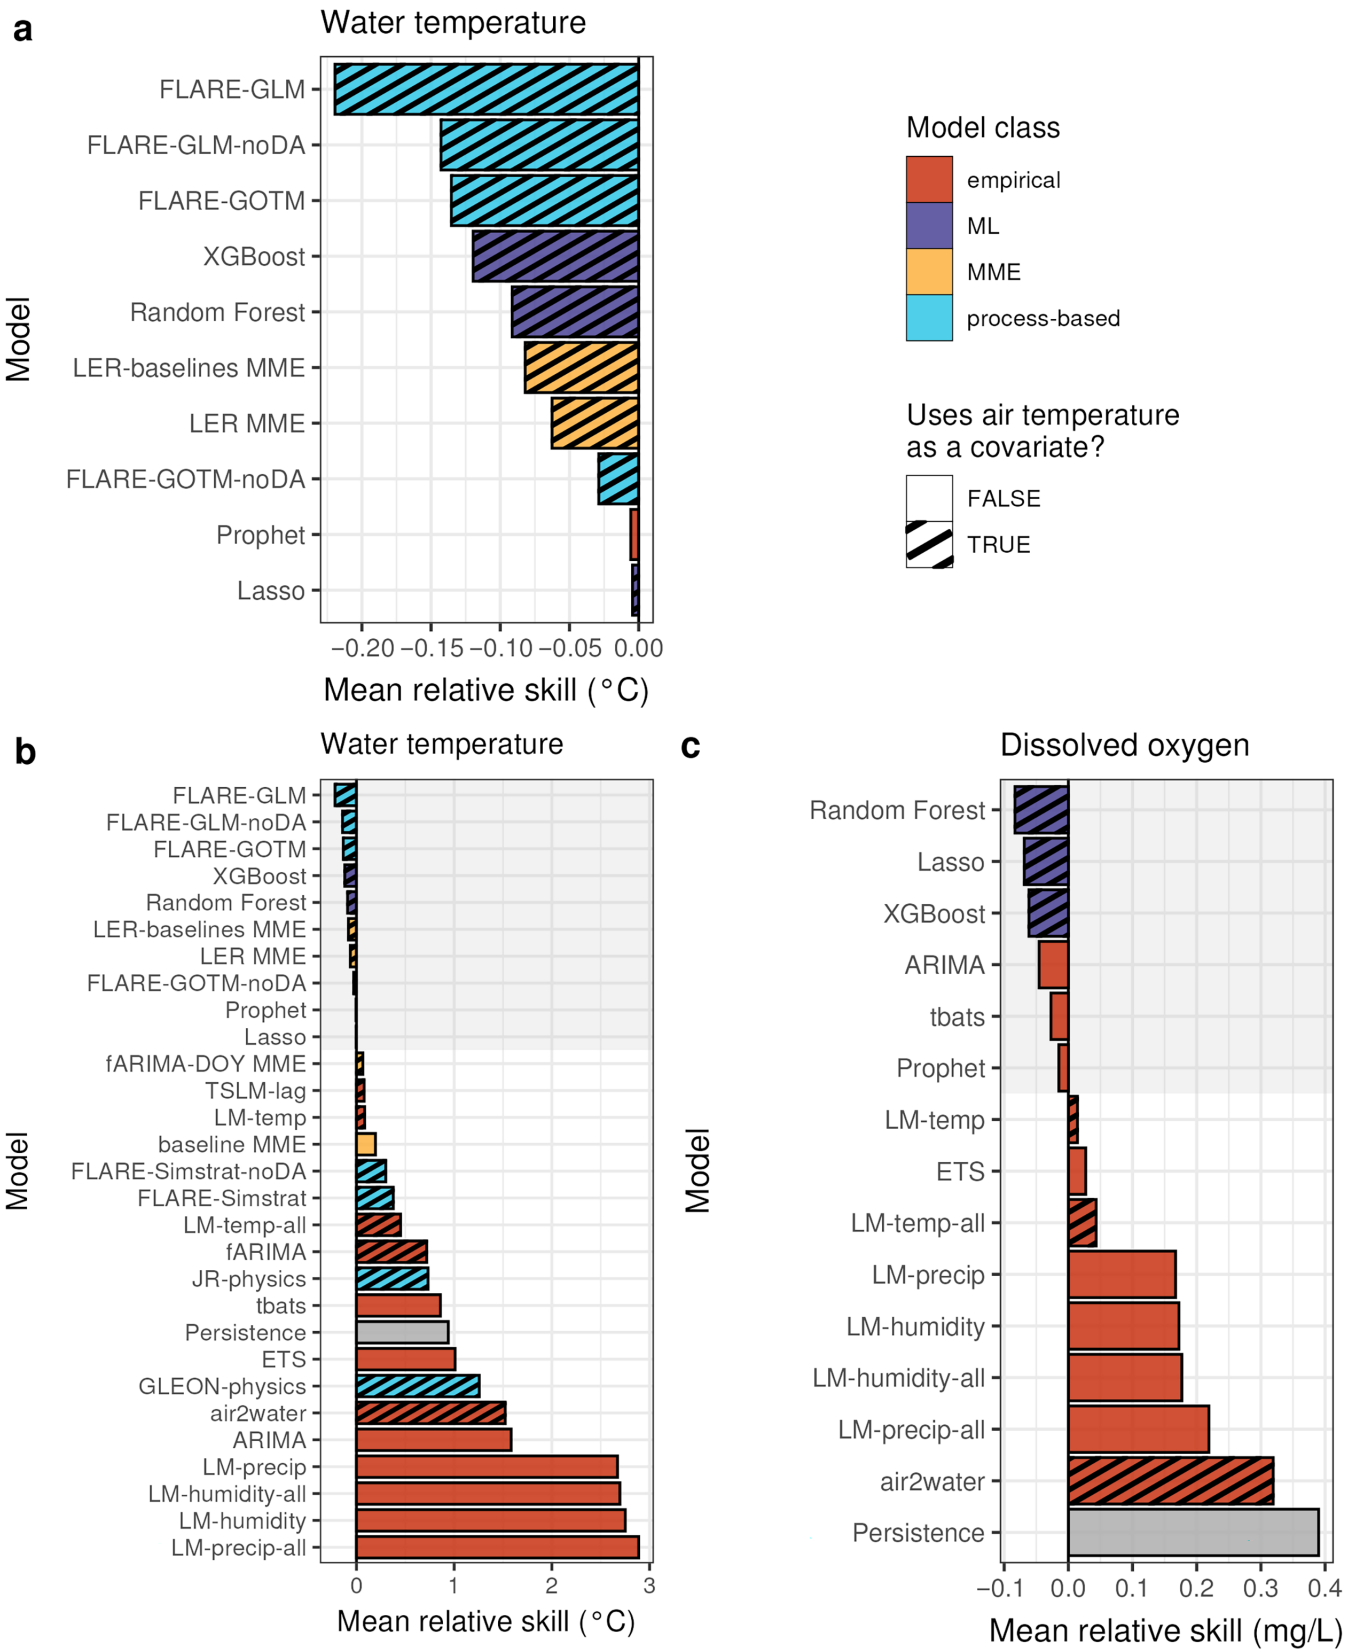 a
Water temperature
FLARE-GLM
FLARE-GLM-noDA
FLARE-GOTM
XGBoost
Random Forest
LER-baselines MME
LER MME
FLARE-GOTM-noDA
Prophet
Lasso
Model
−0.20 −0.15 −0.10 −0.05 0.00
Mean relative skill (°C)
Model class
empirical
ML
MME
process-based
Uses air temperature
as a covariate?
FALSE
TRUE
b
Water temperature
FLARE-GLM
FLARE-GLM-noDA
FLARE-GOTM
XGBoost
Random Forest
LER-baselines MME
LER MME
FLARE-GOTM-noDA
Prophet
Lasso
fARIMA-DOY MME
TSLM-lag
LM-temp
baseline MME
FLARE-Simstrat-noDA
FLARE-Simstrat
LM-temp-all
fARIMA
JR-physics
tbats
Persistence
ETS
GLEON-physics
air2water
ARIMA
LM-precip
LM-humidity-all
LM-humidity
LM-precip-all
Model
0 1 2 3
Mean relative skill (°C)
c
Dissolved oxygen
Random Forest
Lasso
XGBoost
ARIMA
tbats
Prophet
LM-temp
ETS
LM-temp-all
LM-precip
LM-humidity
LM-humidity-all
LM-precip-all
air2water
Persistence
Model
−0.1 0.0 0.1 0.2 0.3 0.4
Mean relative skill (mg/L)